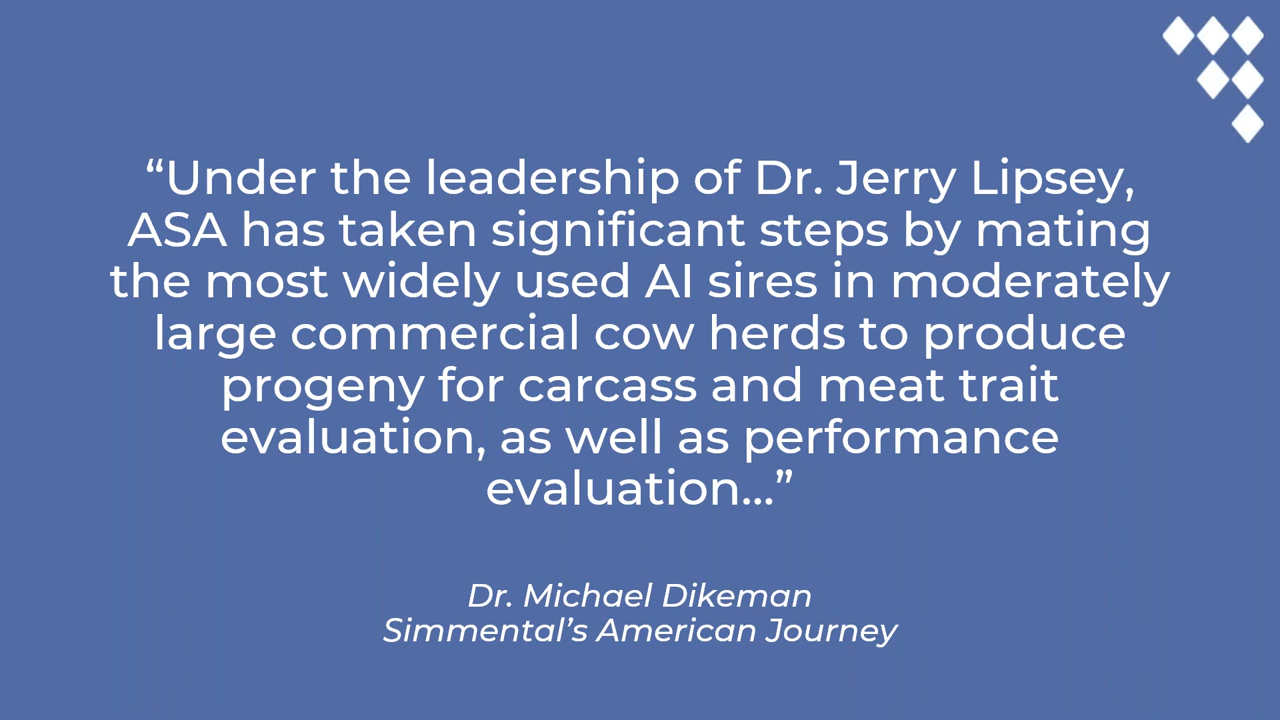 “Under the leadership of Dr. Jerry Lipsey,
ASA has taken significant steps by mating
the most widely used AI sires in moderately
large commercial cow herds to produce
progeny for carcass and meat trait
evaluation, as well as performance
evaluation...”
Dr. Michael Dikeman
Simmental’s American Journey